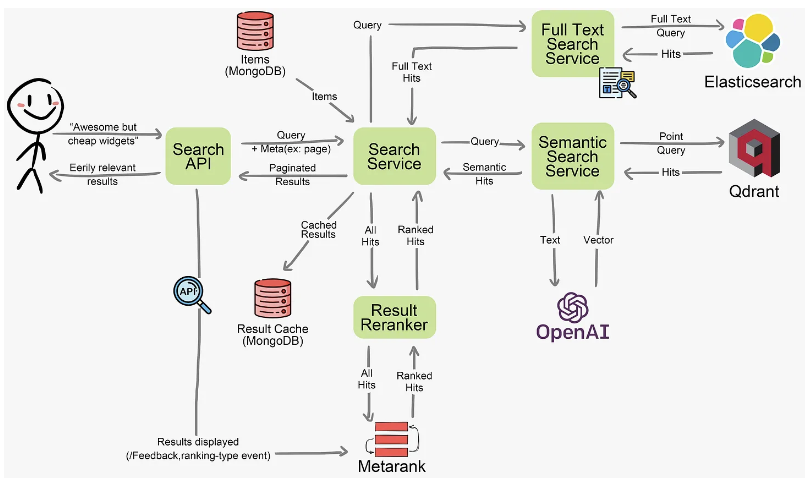 Items
(MongoDB)
Query
Full Text
Search
Service
Full Text
Query
Hits
Elasticsearch
Full Text
Hits
Items
"Awesome but
cheap widgets"
Eerily relevant
results
Search
API
Query
+ Meta(ex: page)
Paginated
Results
Search
Service
Query
Semantic
Hits
Semantic
Search
Service
Point
Query
Hits
Qdrant
Cached
Results
All
Hits
Ranked
Hits
Text
Vector
API
Result Cache
(MongoDB)
Result
Reranker
OpenAI
All
Hits
Ranked
Hits
Results displayed
(/Feedback,ranking-type event)
Metarank